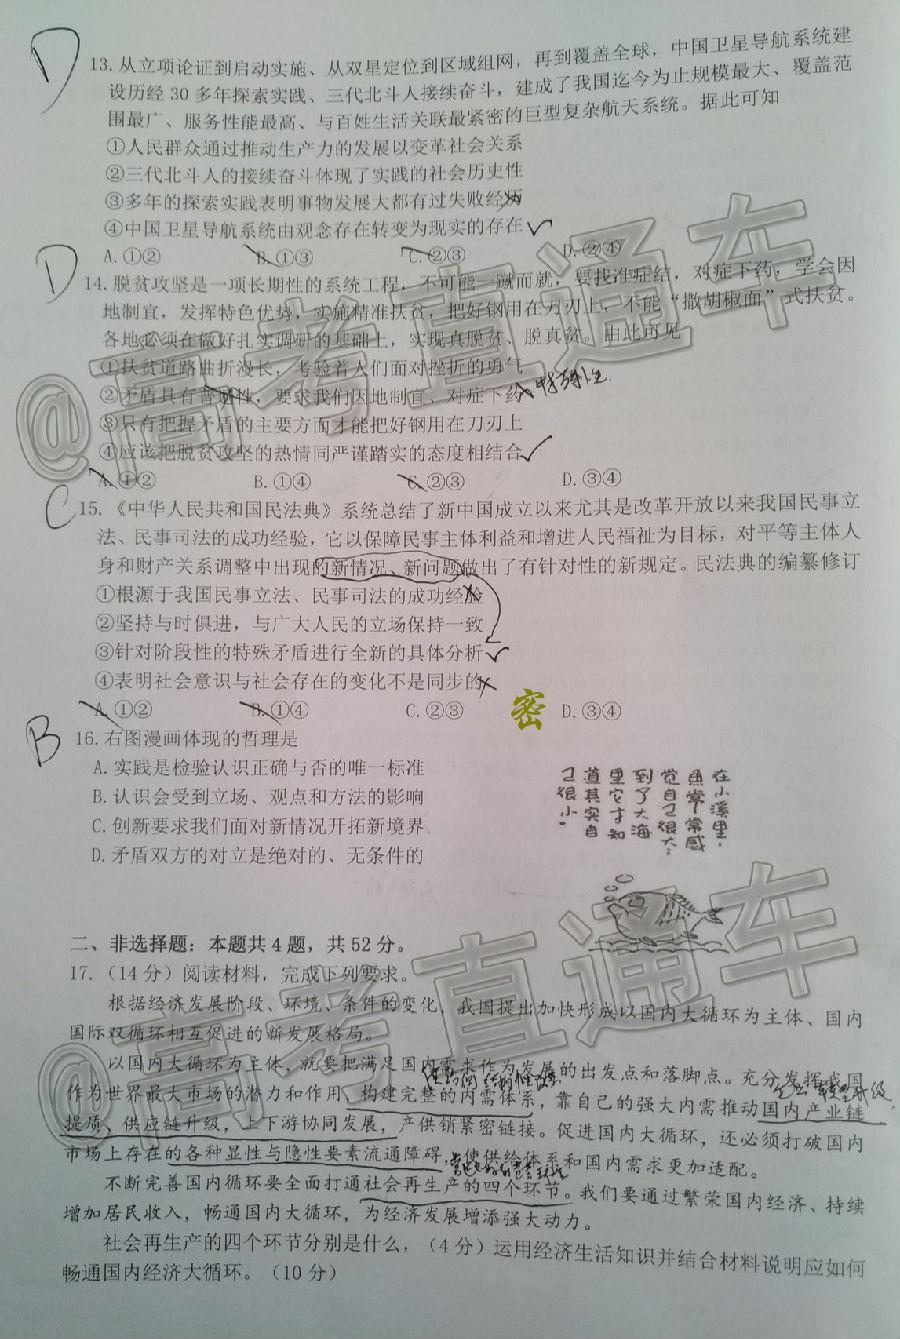 D
13. 从立项论证到启动实施、从双星定位到区域组网，再到覆盖全球，中国卫星导航系统建
设历经30多年探索实践、三代北斗人接续奋斗，建成了我国迄今为止规模最大、覆盖范
围最广、服务性能最高、与百姓生活关联最紧密的巨型复杂航天系统。据此可知
①人民群众通过推动生产力的发展以变革社会关系
②三代北斗人的接续奋斗体现了实践的社会历史性
③多年的探索实践表明事物发展大都有过失败经历
④中国卫星导航系统由观念存在转变为现实的存在
A. ①② B. ①③ C. ②③ D. ②④
D
14. 脱贫攻坚是一项长期性的系统工程，不可能一蹴而就，要找准症结，对症下药，学会因
地制宜，发挥特色优势，实施精准扶贫，把好钢用在刀刃上，不能“撒胡椒面”式扶贫。
各地必须在做好扎实调研的基础上，实现真脱贫、脱真贫。由此可见
①扶贫道路曲折漫长，考验着人们面对挫折的勇气
②矛盾具有普遍性，要求我们因地制宜、对症下药 特殊性
③只有把握矛盾的主要方面才能把好钢用在刀刃上
④应该把脱贫攻坚的热情同严谨踏实的态度相结合
A. ①② B. ①④ C. ②③ D. ③④
C
15. 《中华人民共和国民法典》系统总结了新中国成立以来尤其是改革开放以来我国民事立
法、民事司法的成功经验，它以保障民事主体利益和增进人民福祉为目标，对平等主体人
身和财产关系调整中出现的新情况、新问题做出了有针对性的新规定。民法典的编纂修订
①根源于我国民事立法、民事司法的成功经验
②坚持与时俱进，与广大人民的立场保持一致
③针对阶段性的特殊矛盾进行全新的具体分析
④表明社会意识与社会存在的变化不是同步的
A. ①② B. ①④ C. ②③ D. ③④
密
B
16. 右图漫画体现的哲理是
A. 实践是检验认识正确与否的唯一标准
B. 认识会受到立场、观点和方法的影响
C. 创新要求我们面对新情况开拓新境界
D. 矛盾双方的对立是绝对的、无条件的
在小溪里，
鱼常常感
觉自己很大；
到了大海
里它才知
道其实自
己很小。
二、非选择题：本题共4题，共52分。
17. （14分）阅读材料，完成下列要求。
根据经济发展阶段、环境、条件的变化，我国提出加快形成以国内大循环为主体、国内
国际双循环相互促进的新发展格局。
以国内大循环为主体，就要把满足国内需求作为发展的出发点和落脚点。充分发挥我国
作为世界最大市场的潜力和作用，构建完整的内需体系，靠自己的强大内需推动国内产业链
提质、供应链升级，上下游协同发展，产供销紧密链接。促进国内大循环，还必须打破国内
市场上存在的各种显性与隐性要素流通障碍，使供给体系和国内需求更加适配。
不断完善国内循环要全面打通社会再生产的四个环节。我们要通过繁荣国内经济、持续
增加居民收入，畅通国内大循环，为经济发展增添强大动力。
社会再生产的四个环节分别是什么，（4分）运用经济生活知识并结合材料说明应如何
畅通国内经济大循环。（10分）
@高考直通车
@高考直通车